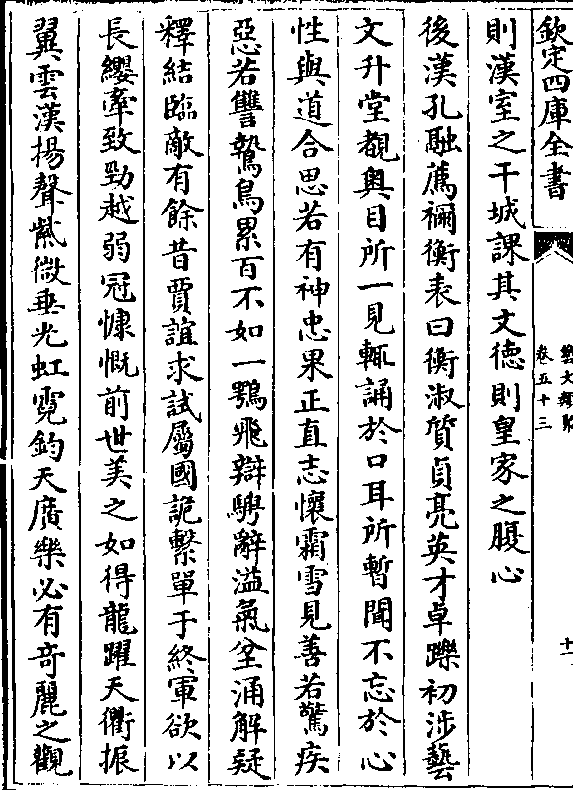 欽定四庫全書
藝文類聚
卷五十三
十一
則漢室之干城課其文德則皇家之腹心
後漢孔融薦禰衡表曰衡淑質貞亮英才卓躒初涉藝
文升堂覩奥目所一見輒誦於口耳所暫聞不忘於心
性與道合思若有神忠果正直志懷霜雪見善若驚疾
惡若讐鷙鳥累百不如一鶚飛辯騁辭溢氣坌涌解疑
釋結臨敵有餘昔賈誼求試屬國詭繫單于終軍欲以
長纓牽致勁越弱冠慷慨前世美之如得龍躍天衢振
翼雲漢揚聲紫微垂光虹霓鈞天廣樂必有竒麗之觀